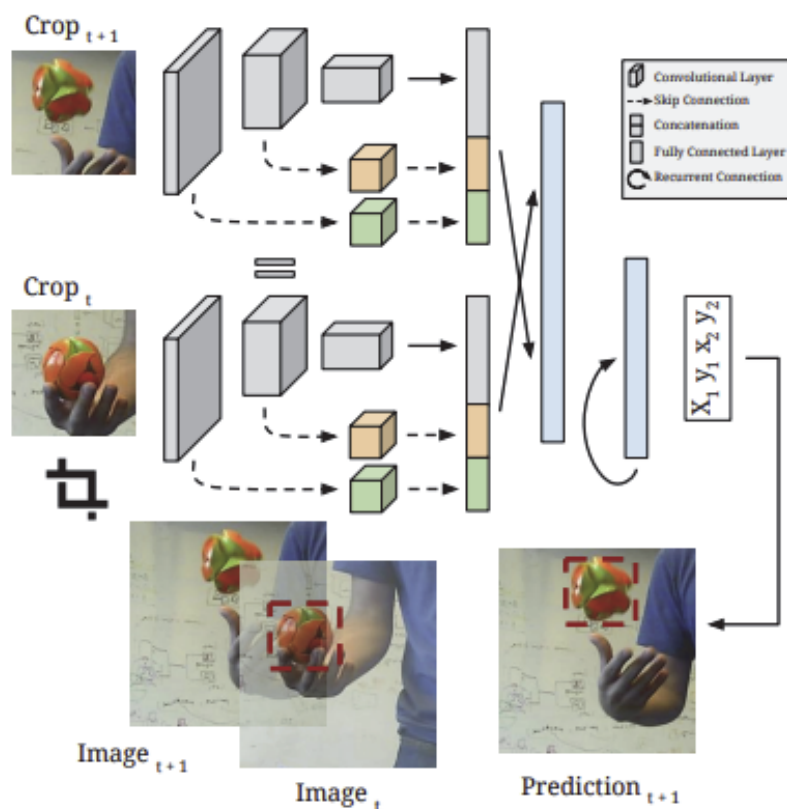 Crop t + 1
Convolutional Layer
Skip Connection
Concatenation
Fully Connected Layer
Recurrent Connection
Crop t
X1 y1 x2 y2
Image t + 1
Image t
Prediction t + 1